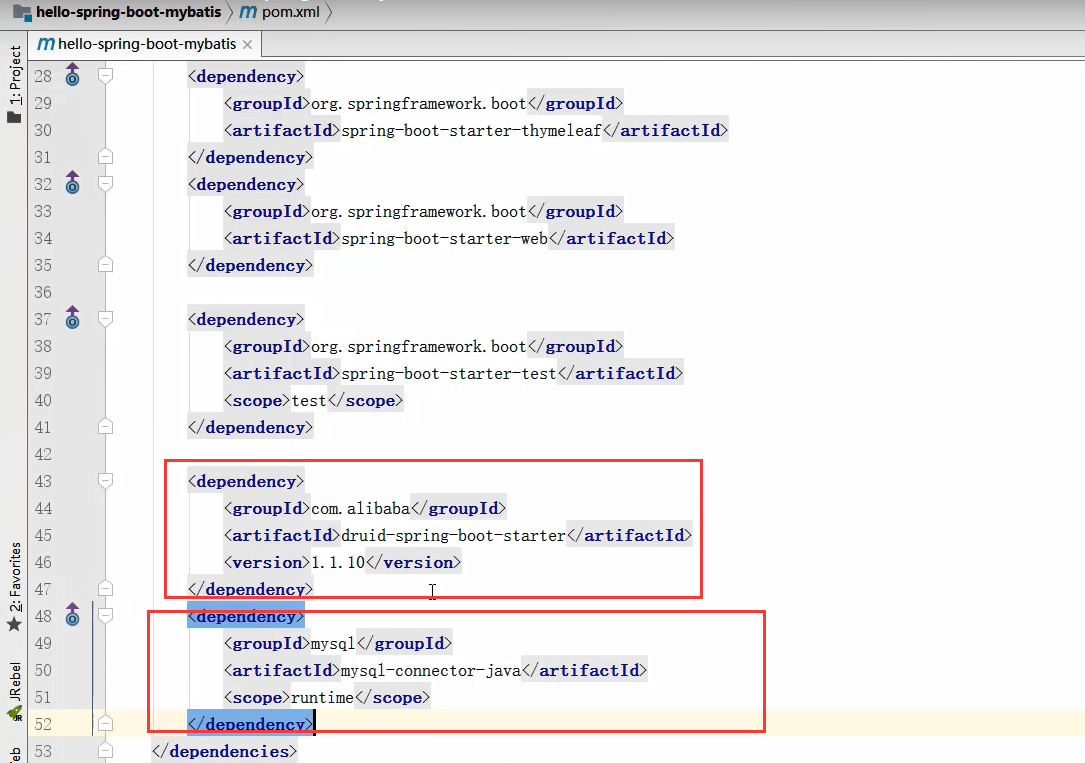 hello-spring-boot-mybatis pom.xml
hello-spring-boot-mybatis
1: Project
28 <dependency>
29 <groupId>org.springframework.boot</groupId>
30 <artifactId>spring-boot-starter-thymeleaf</artifactId>
31 </dependency>
32 <dependency>
33 <groupId>org.springframework.boot</groupId>
34 <artifactId>spring-boot-starter-web</artifactId>
35 </dependency>
36
37 <dependency>
38 <groupId>org.springframework.boot</groupId>
39 <artifactId>spring-boot-starter-test</artifactId>
40 <scope>test</scope>
41 </dependency>
42
43 <dependency>
44 <groupId>com.alibaba</groupId>
45 <artifactId>druid-spring-boot-starter</artifactId>
46 <version>1.1.10</version>
47 </dependency>
48 <dependency>
49 <groupId>mysql</groupId>
50 <artifactId>mysql-connector-java</artifactId>
51 <scope>runtime</scope>
52 </dependency>
53 </dependencies>
2: Favorites
JRebel